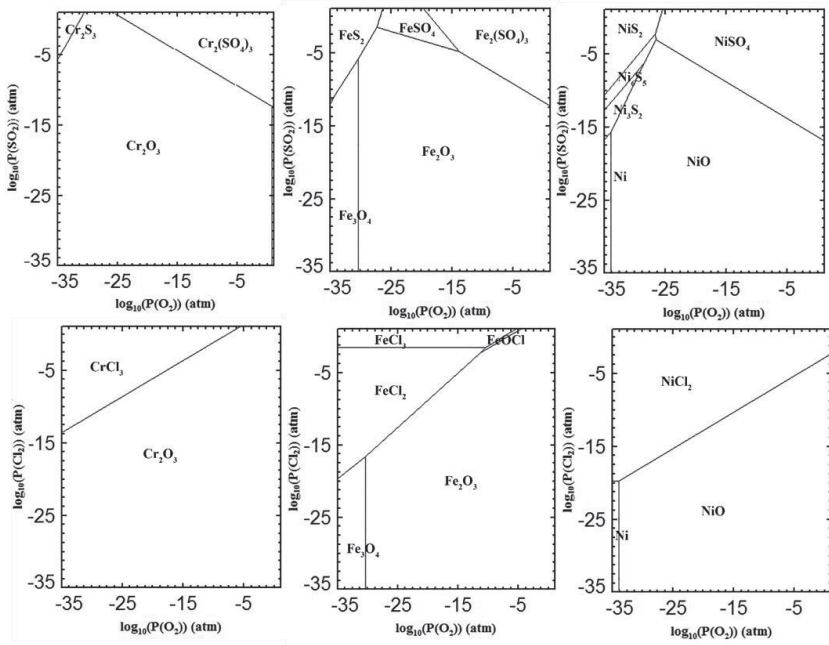 Cr₂S₃
Cr₂(SO₄)₃
Cr₂O₃
-5
-15
-25
-35
-35
-25
-15
-5
log₁₀(P(SO₂)) (atm)
log₁₀(P(O₂)) (atm)
FeS₂
FeSO₄
Fe₂(SO₄)₃
Fe₂O₃
Fe₃O₄
-5
-15
-25
-35
-35
-25
-15
-5
log₁₀(P(SO₂)) (atm)
log₁₀(P(O₂)) (atm)
NiS₂
NiSO₄
Ni₃S₂
Ni
NiO
-5
-15
-25
-35
-35
-25
-15
-5
log₁₀(P(SO₂)) (atm)
log₁₀(P(O₂)) (atm)
CrCl₃
Cr₂O₃
-5
-15
-25
-35
-35
-25
-15
-5
log₁₀(P(Cl₂)) (atm)
log₁₀(P(O₂)) (atm)
FeCl₃
FeOCl
FeCl₂
Fe₂O₃
Fe₃O₄
-5
-15
-25
-35
-35
-25
-15
-5
log₁₀(P(Cl₂)) (atm)
log₁₀(P(O₂)) (atm)
NiCl₂
Ni
NiO
-5
-15
-25
-35
-35
-25
-15
-5
log₁₀(P(Cl₂)) (atm)
log₁₀(P(O₂)) (atm)